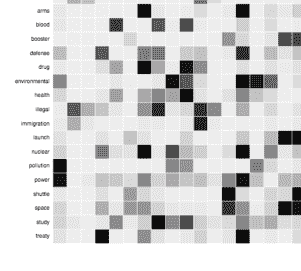 arms
blood
booster
defense
drug
environmental
health
illegal
immigration
launch
nuclear
pollution
power
shuttle
space
study
treaty